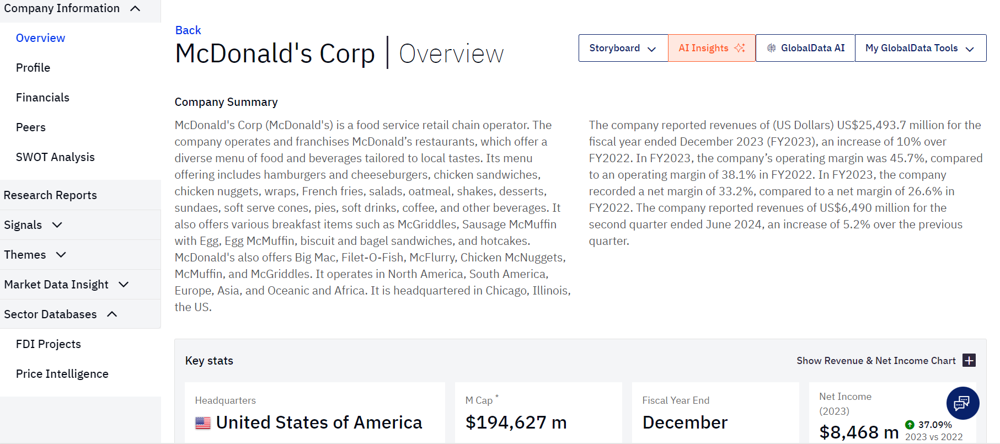 Company Information
Overview
Profile
Financials
Peers
SWOT Analysis
Research Reports
Signals
Themes
Market Data Insight
Sector Databases
FDI Projects
Price Intelligence
Back
McDonald's Corp | Overview
Storyboard
AI Insights
GlobalData AI
My GlobalData Tools
Company Summary
McDonald's Corp (McDonald's) is a food service retail chain operator. The
company operates and franchises McDonald’s restaurants, which offer a
diverse menu of food and beverages tailored to local tastes. Its menu
offering includes hamburgers and cheeseburgers, chicken sandwiches,
chicken nuggets, wraps, French fries, salads, oatmeal, shakes, desserts,
sundaes, soft serve cones, pies, soft drinks, coffee, and other beverages. It
also offers various breakfast items such as McGriddles, Sausage McMuffin
with Egg, Egg McMuffin, biscuit and bagel sandwiches, and hotcakes.
McDonald's also offers Big Mac, Filet-O-Fish, McFlurry, Chicken McNuggets,
McMuffin, and McGriddles. It operates in North America, South America,
Europe, Asia, and Oceanic and Africa. It is headquartered in Chicago, Illinois,
the US.
The company reported revenues of (US Dollars) US$25,493.7 million for the
fiscal year ended December 2023 (FY2023), an increase of 10% over
FY2022. In FY2023, the company’s operating margin was 45.7%, compared
to an operating margin of 38.1% in FY2022. In FY2023, the company
recorded a net margin of 33.2%, compared to a net margin of 26.6% in
FY2022. The company reported revenues of US$6,490 million for the
second quarter ended June 2024, an increase of 5.2% over the previous
quarter.
Key stats
Show Revenue & Net Income Chart
Headquarters
United States of America
M Cap *
$194,627 m
Fiscal Year End
December
Net Income
(2023)
$8,468 m
37.09%
2023 vs 2022